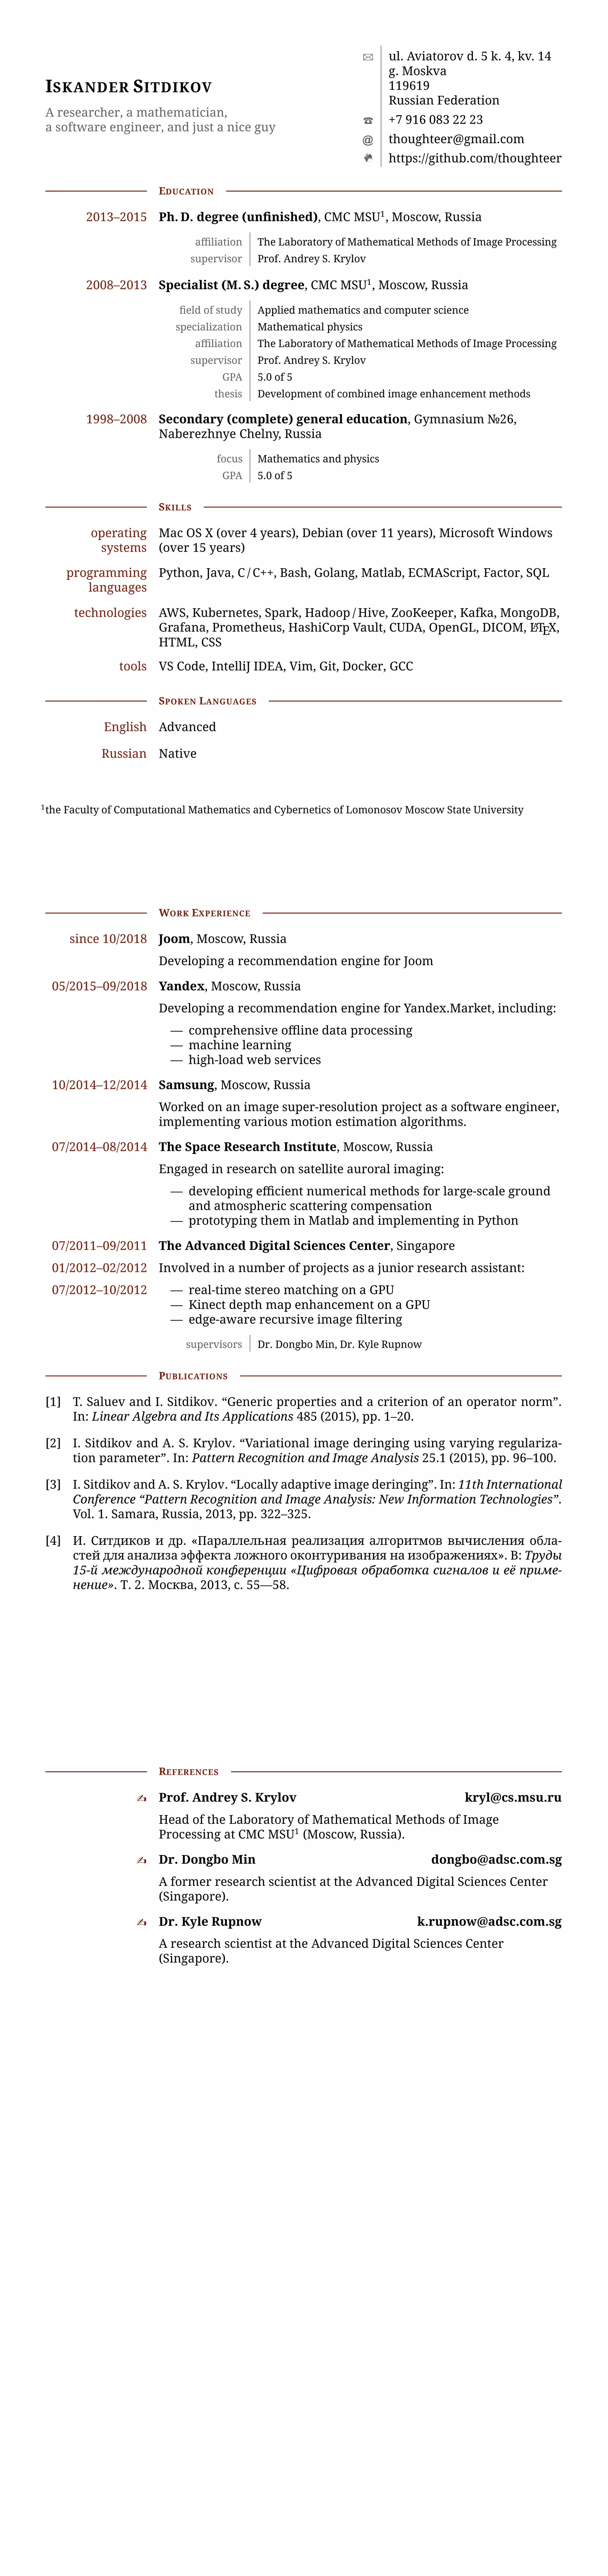 Iskander Sitdikov
A researcher, a mathematician,
a software engineer, and just a nice guy
ul. Aviatorov d. 5 k. 4, kv. 14
g. Moskva
119619
Russian Federation
+7 916 083 22 23
thoughteer@gmail.com
https://github.com/thoughteer
Education
2013–2015 Ph. D. degree (unfinished), CMC MSU¹, Moscow, Russia
affiliation The Laboratory of Mathematical Methods of Image Processing
supervisor Prof. Andrey S. Krylov
2008–2013 Specialist (M. S.) degree, CMC MSU¹, Moscow, Russia
field of study Applied mathematics and computer science
specialization Mathematical physics
affiliation The Laboratory of Mathematical Methods of Image Processing
supervisor Prof. Andrey S. Krylov
GPA 5.0 of 5
thesis Development of combined image enhancement methods
1998–2008 Secondary (complete) general education, Gymnasium №26,
Naberezhnye Chelny, Russia
focus Mathematics and physics
GPA 5.0 of 5
Skills
operating Mac OS X (over 4 years), Debian (over 11 years), Microsoft Windows
systems (over 15 years)
programming Python, Java, C / C++, Bash, Golang, Matlab, ECMAScript, Factor, SQL
languages
technologies AWS, Kubernetes, Spark, Hadoop / Hive, ZooKeeper, Kafka, MongoDB,
Grafana, Prometheus, HashiCorp Vault, CUDA, OpenGL, DICOM, LATEX,
HTML, CSS
tools VS Code, IntelliJ IDEA, Vim, Git, Docker, GCC
Spoken Languages
English Advanced
Russian Native
¹the Faculty of Computational Mathematics and Cybernetics of Lomonosov Moscow State University
Work Experience
since 10/2018 Joom, Moscow, Russia
Developing a recommendation engine for Joom
05/2015–09/2018 Yandex, Moscow, Russia
Developing a recommendation engine for Yandex.Market, including:
— comprehensive offline data processing
— machine learning
— high-load web services
10/2014–12/2014 Samsung, Moscow, Russia
Worked on an image super-resolution project as a software engineer,
implementing various motion estimation algorithms.
07/2014–08/2014 The Space Research Institute, Moscow, Russia
Engaged in research on satellite auroral imaging:
— developing efficient numerical methods for large-scale ground
and atmospheric scattering compensation
— prototyping them in Matlab and implementing in Python
07/2011–09/2011 The Advanced Digital Sciences Center, Singapore
01/2012–02/2012 Involved in a number of projects as a junior research assistant:
07/2012–10/2012 — real-time stereo matching on a GPU
— Kinect depth map enhancement on a GPU
— edge-aware recursive image filtering
supervisors Dr. Dongbo Min, Dr. Kyle Rupnow
Publications
[1] T. Saluev and I. Sitdikov. “Generic properties and a criterion of an operator norm”.
In: Linear Algebra and Its Applications 485 (2015), pp. 1–20.
[2] I. Sitdikov and A. S. Krylov. “Variational image deringing using varying regulariza-
tion parameter”. In: Pattern Recognition and Image Analysis 25.1 (2015), pp. 96–100.
[3] I. Sitdikov and A. S. Krylov. “Locally adaptive image deringing”. In: 11th International
Conference “Pattern Recognition and Image Analysis: New Information Technologies”.
Vol. 1. Samara, Russia, 2013, pp. 322–325.
[4] И. Ситдиков и др. «Параллельная реализация алгоритмов вычисления обла-
стей для анализа эффекта ложного оконтуривания на изображениях». В: Труды
15-й международной конференции «Цифровая обработка сигналов и её приме-
нение». Т. 2. Москва, 2013, с. 55—58.
References
Prof. Andrey S. Krylov kryl@cs.msu.ru
Head of the Laboratory of Mathematical Methods of Image
Processing at CMC MSU¹ (Moscow, Russia).
Dr. Dongbo Min dongbo@adsc.com.sg
A former research scientist at the Advanced Digital Sciences Center
(Singapore).
Dr. Kyle Rupnow k.rupnow@adsc.com.sg
A research scientist at the Advanced Digital Sciences Center
(Singapore).